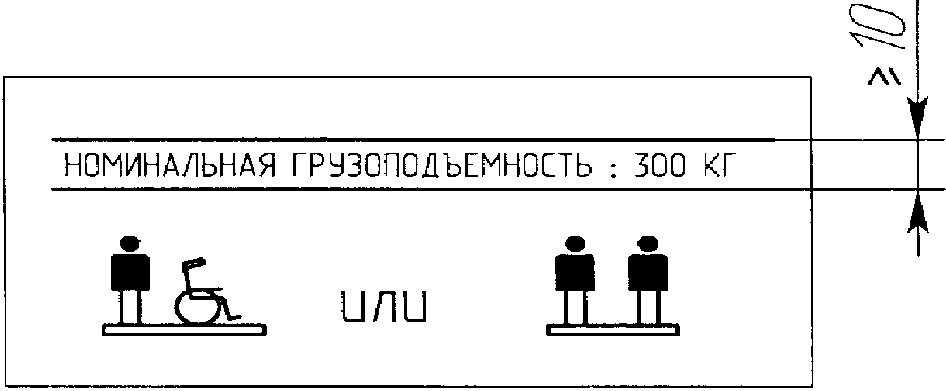 ≥ 10
НОМИНАЛЬНАЯ ГРУЗОПОДЪЕМНОСТЬ : 300 КГ
ИЛИ